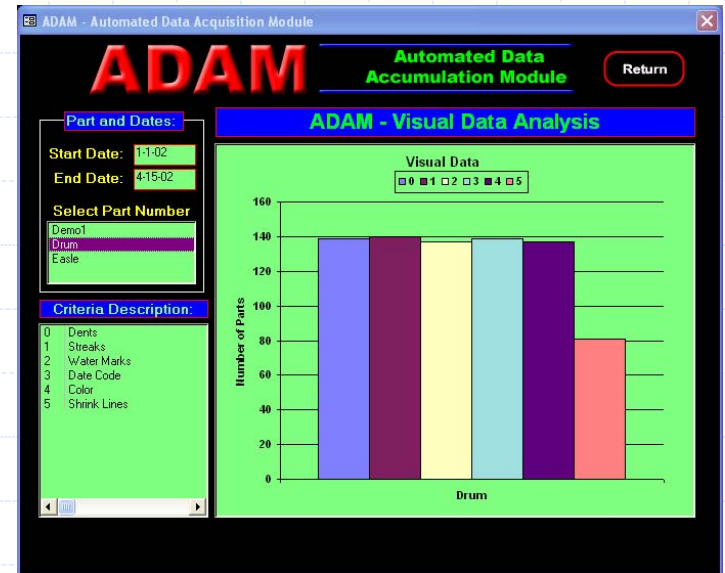 ADAM - Automated Data Acquisition Module
ADAM
Automated Data
Accumulation Module
Return
Part and Dates:
Start Date: 1-1-02
End Date: 4-15-02
Select Part Number
Demo1
Drum
Easle
Criteria Description:
0 Dents
1 Streaks
2 Water Marks
3 Date Code
4 Color
5 Shrink Lines
ADAM - Visual Data Analysis
Visual Data
0 1 2 3 4 5
Number of Parts
160
140
120
100
80
60
40
20
0
Drum